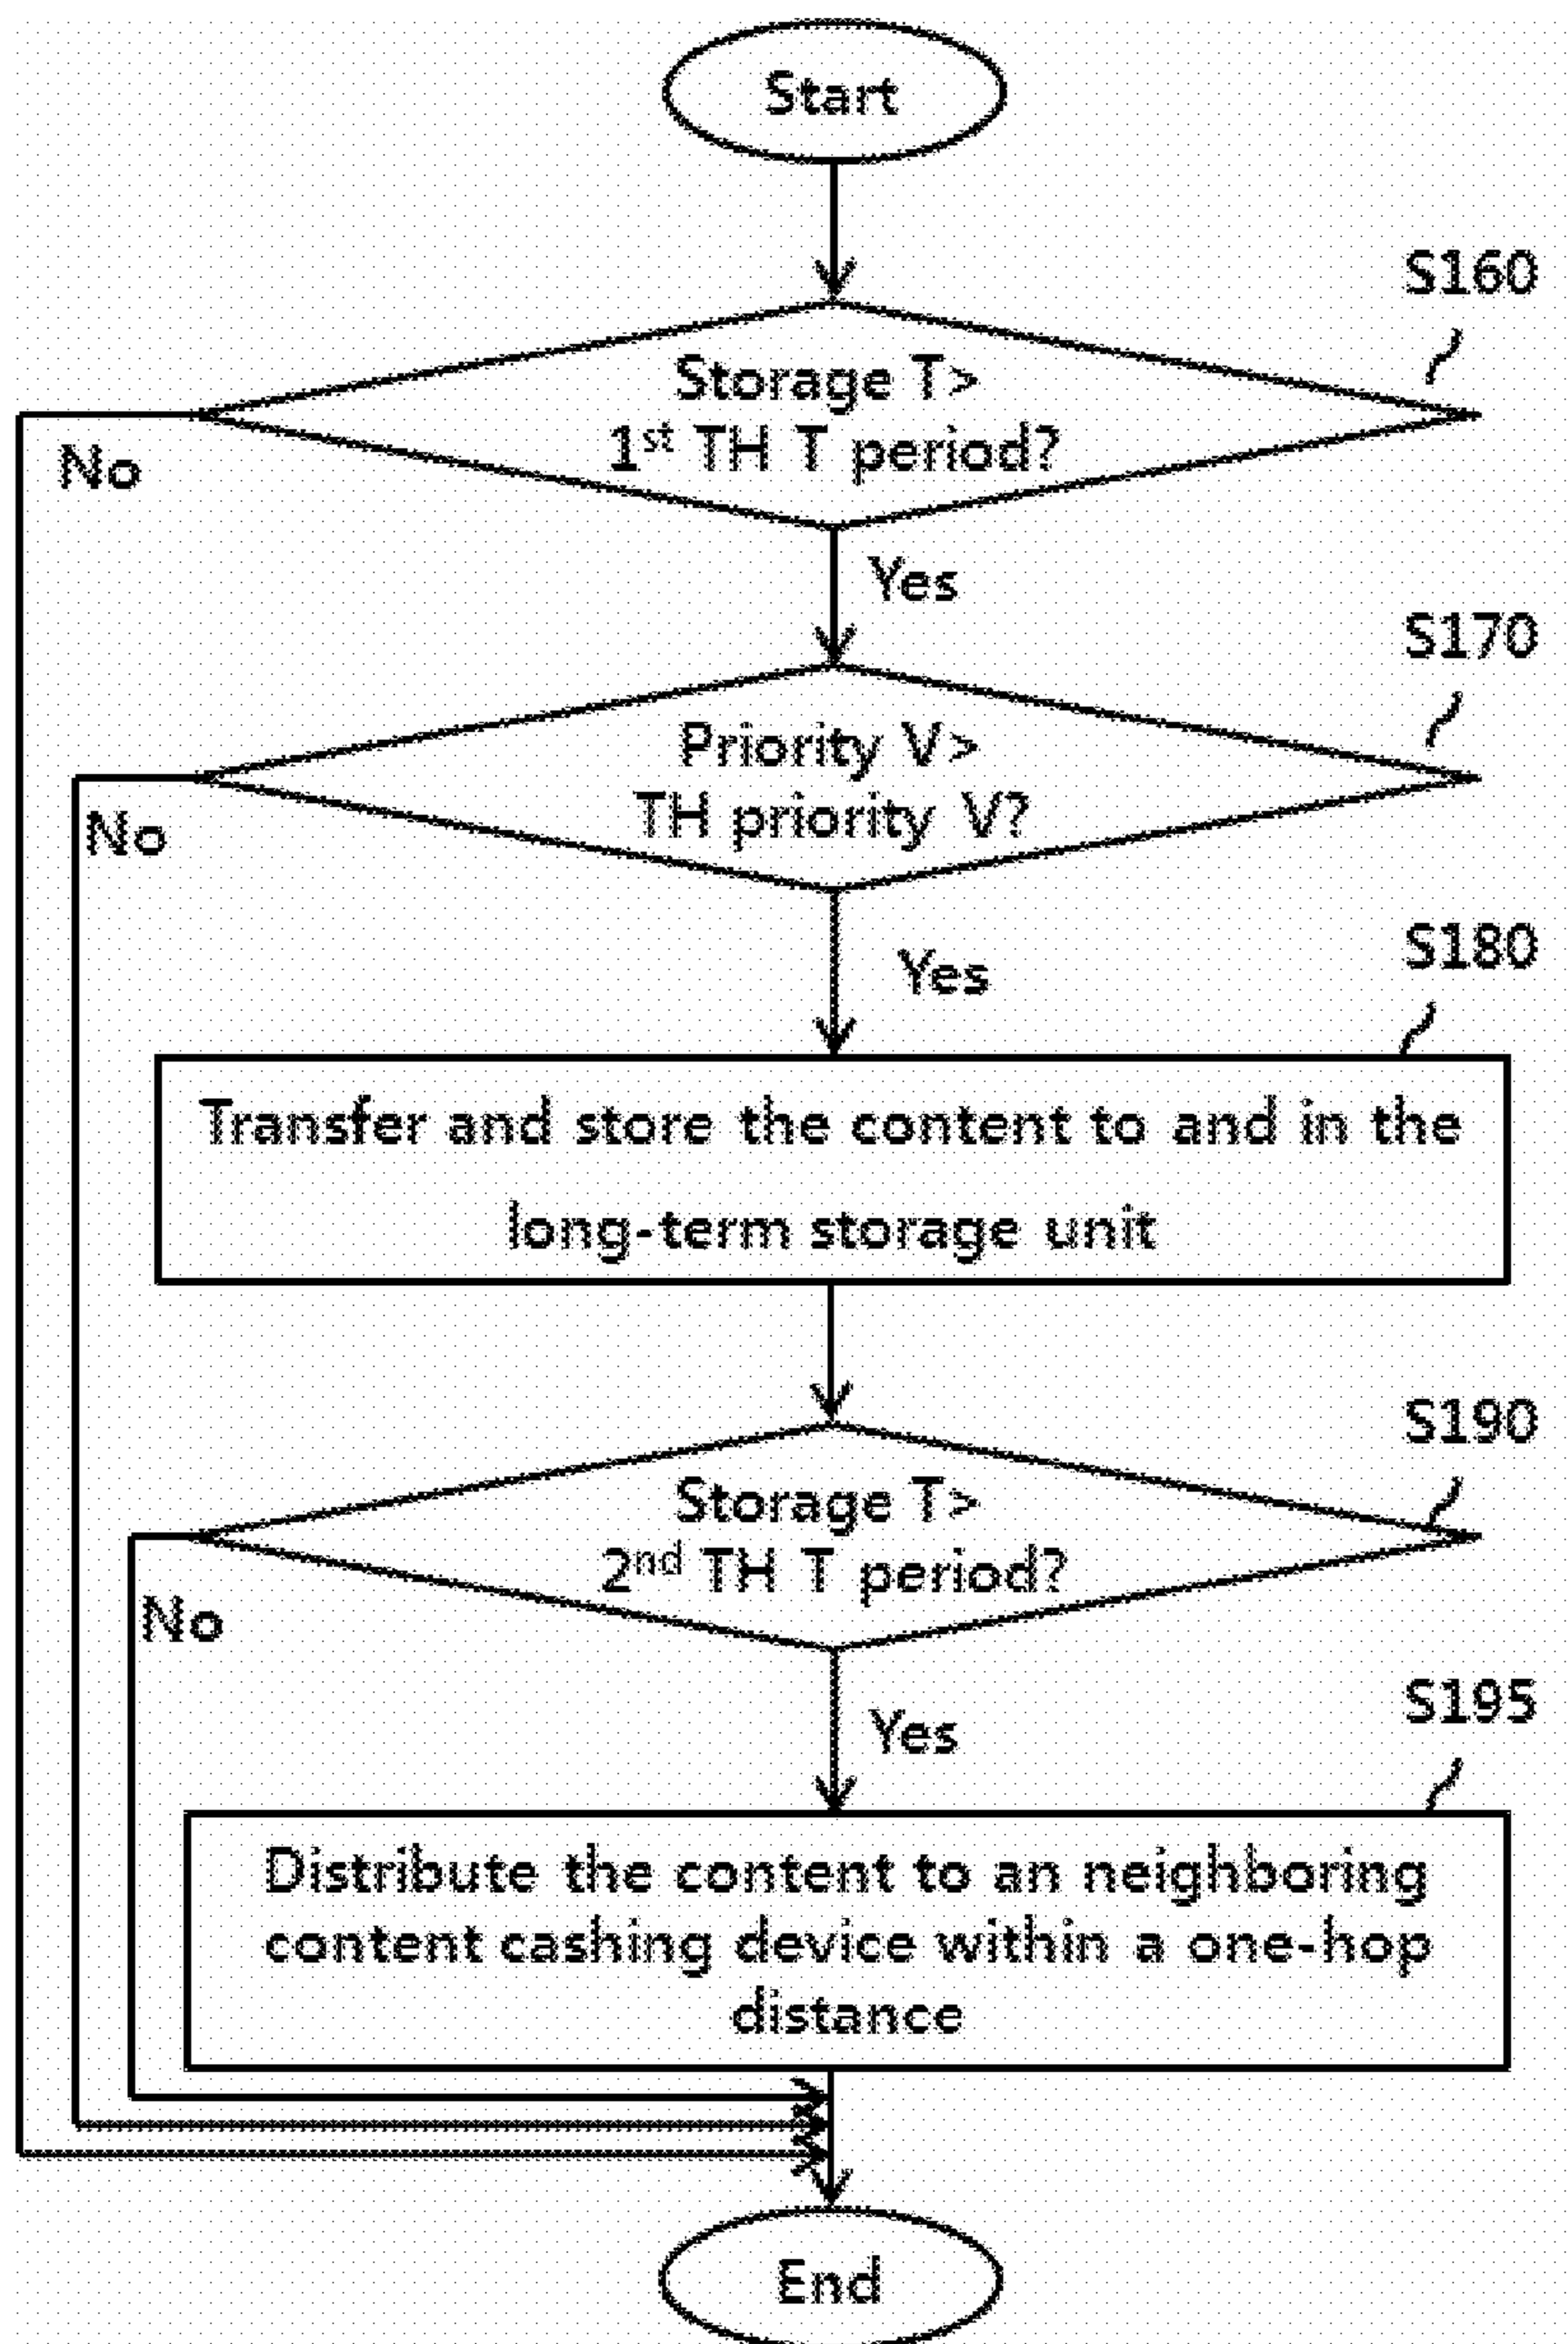 Start
S160
Storage T>
1st TH T period?
No
Yes
S170
Priority V>
TH priority V?
No
Yes
S180
Transfer and store the content to and in the
long-term storage unit
S190
Storage T>
2nd TH T period?
No
Yes
S195
Distribute the content to an neighboring
content cashing device within a one-hop
distance
End